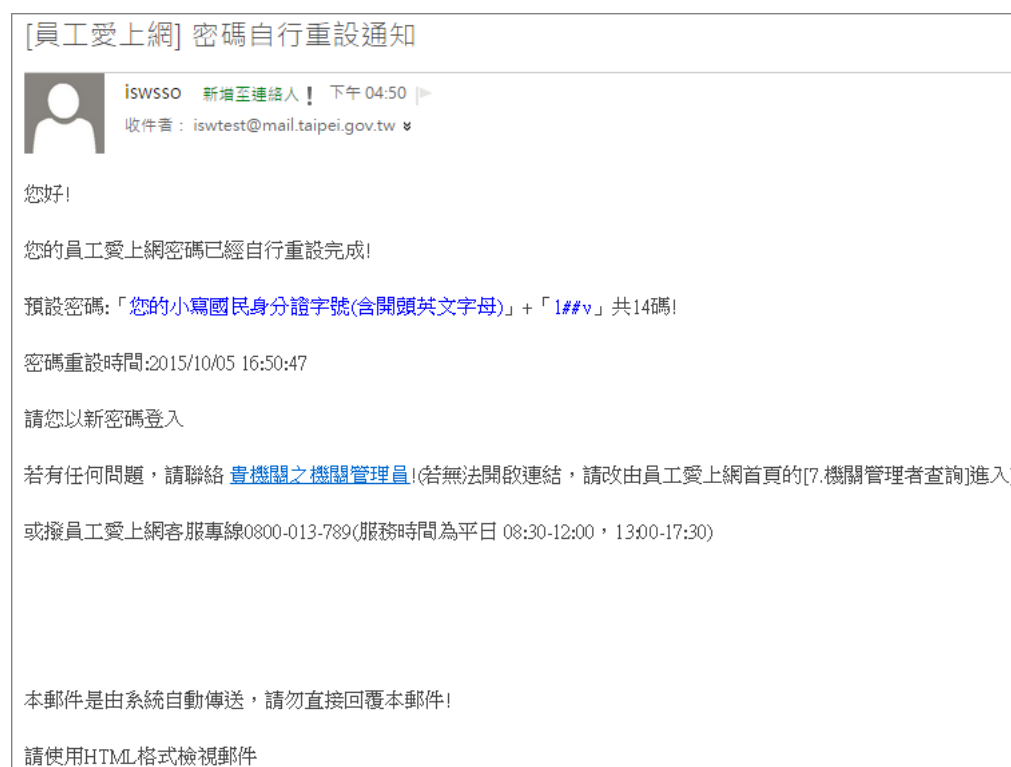 [員工愛上網] 密碼自行重設通知
iswsso 新增至連絡人！ 下午 04:50
收件者： iswtest@mail.taipei.gov.tw
您好!
您的員工愛上網密碼已經自行重設完成!
預設密碼:「您的小寫國民身分證字號(含開頭英文字母)」+「1##v」共14碼!
密碼重設時間:2015/10/05 16:50:47
請您以新密碼登入
若有任何問題，請聯絡 貴機關之機關管理員!(若無法開啟連結，請改由員工愛上網首頁的[7.機關管理者查詢]進入)
或撥員工愛上網客服專線0800-013-789(服務時間為平日 08:30-12:00，13:00-17:30)
本郵件是由系統自動傳送，請勿直接回覆本郵件!
請使用HTML格式檢視郵件